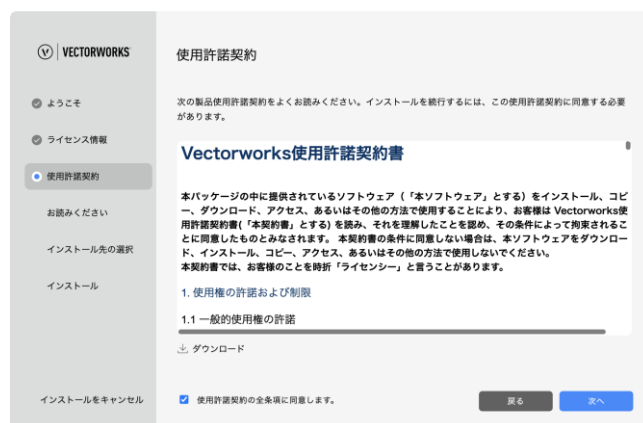 VECTORWORKS
ようこそ
ライセンス情報
使用許諾契約
お読みください
インストール先の選択
インストール
インストールをキャンセル
使用許諾契約
次の製品使用許諾契約をよくお読みください。インストールを続行するには、この使用許諾契約に同意する必要
があります。
Vectorworks使用許諾契約書
本パッケージの中に提供されているソフトウェア（「本ソフトウェア」とする）をインストール、コピ
ー、ダウンロード、アクセス、あるいはその他の方法で使用することにより、お客様は Vectorworks使
用許諾契約書(「本契約書」とする) を読み、それを理解したことを認め、その条件によって拘束されるこ
とに同意したものとみなされます。 本契約書の条件に同意しない場合は、本ソフトウェアをダウンロー
ド、インストール、コピー、アクセス、あるいはその他の方法で使用しないでください。
本契約書では、お客様のことを時折「ライセンシー」と言うことがあります。
1. 使用権の許諾および制限
1.1 一般的使用権の許諾
ダウンロード
使用許諾契約の全条項に同意します。
戻る
次へ